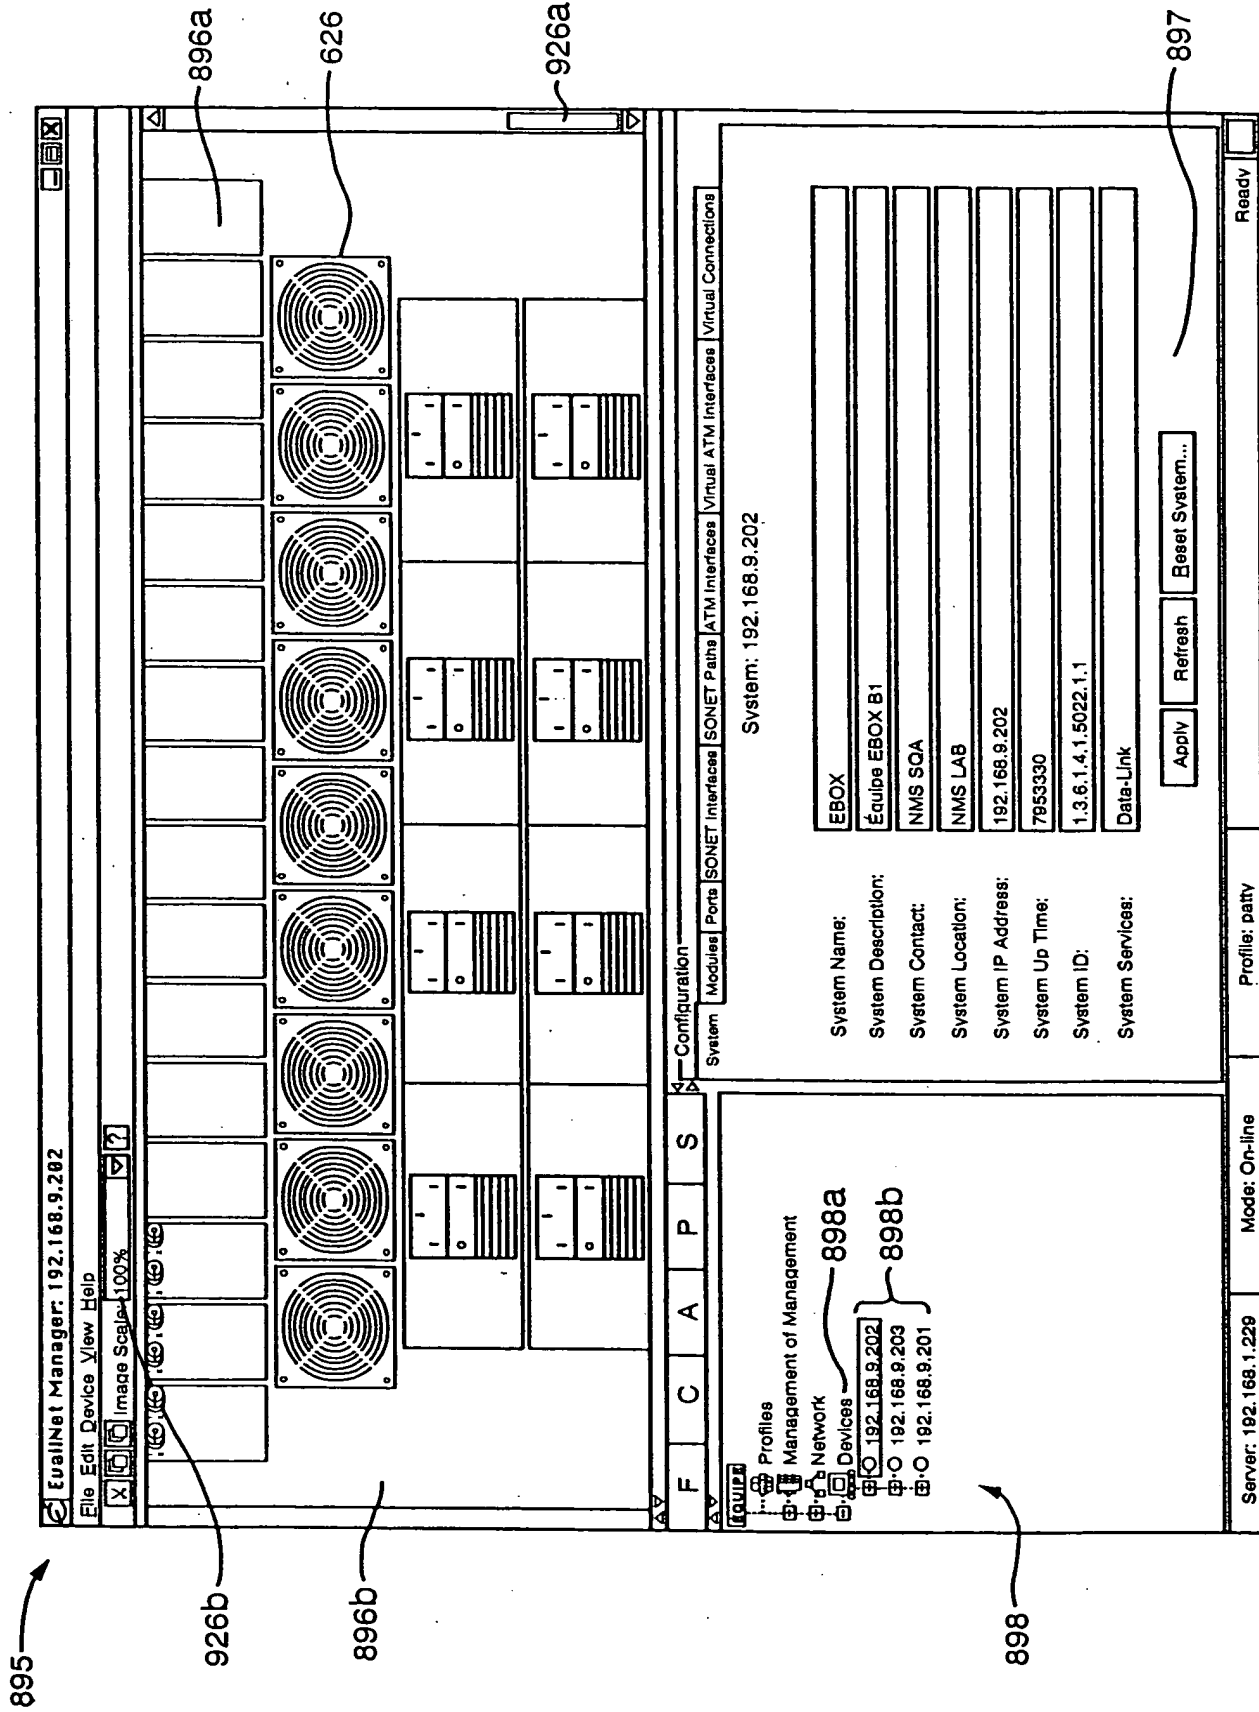 895
EualiNet Manager: 192.168.9.202
File Edit Device View Help
X Image Scale: 100% ?
926b
896b
896a
626
926a
F C A P S
EQUIPE
Profiles
Management of Management
Network
Devices
192.168.9.202
192.168.9.203
192.168.9.201
898a
898b
898
Configuration
System Modules Ports SONET Interfaces SONET Paths ATM Interfaces Virtual ATM Interfaces Virtual Connections
System: 192.168.9.202
System Name: EBOX
System Description: Équipe EBOX B1
System Contact: NMS SQA
System Location: NMS LAB
System IP Address: 192.168.9.202
System Up Time: 7953330
System ID: 1.3.6.1.4.1.5022.1.1
System Services: Data-Link
Apply Refresh Reset System...
897
Server: 192.168.1.229 Mode: On-line Profile: patty Ready